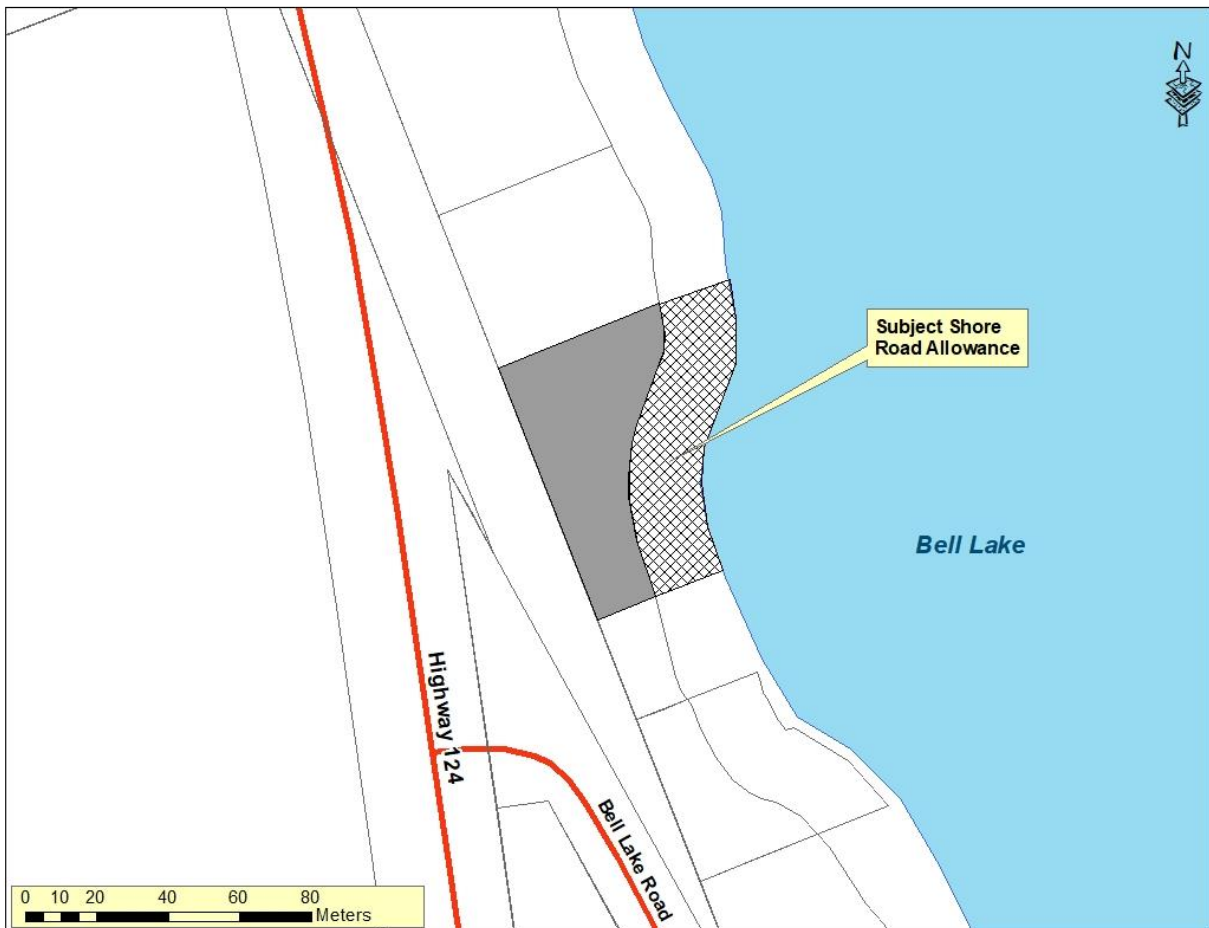 N
Subject Shore
Road Allowance
Bell Lake
Highway 124
Bell Lake Road
0 10 20 40 60 80
Meters